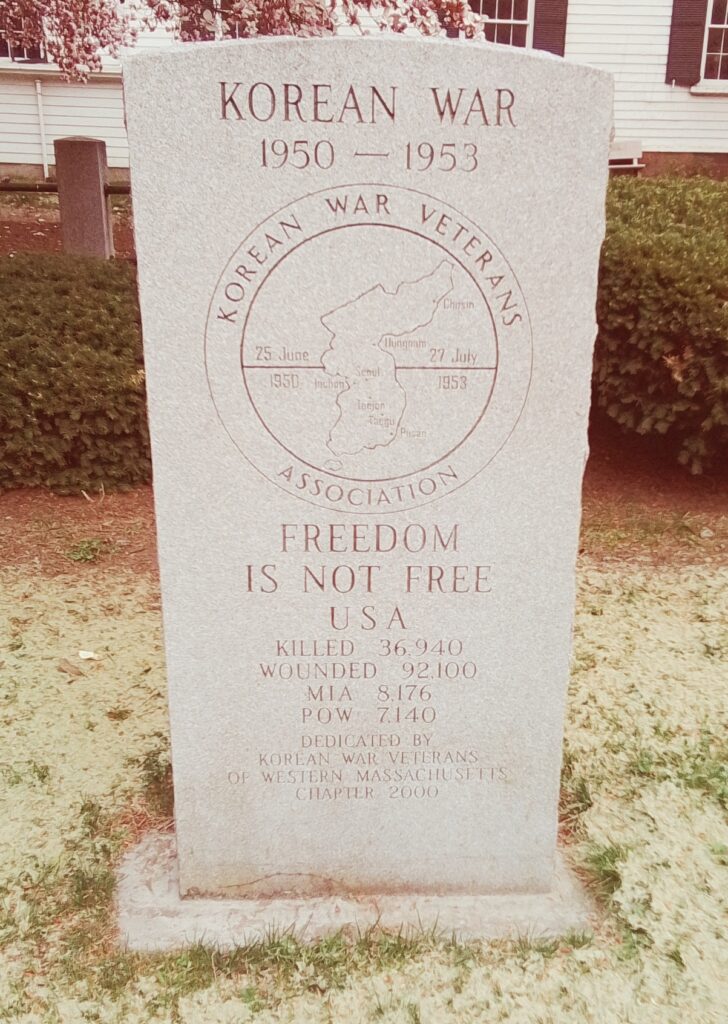 KOREAN WAR
1950 — 1953
KOREAN WAR VETERANS
Chosin
Hungnam
25 June 27 July
1950 1953
Seoul
Inchon
Taejon
Taegu
Pusan
ASSOCIATION
FREEDOM
IS NOT FREE
USA
KILLED 36,940
WOUNDED 92,100
MIA 8,176
POW 7,140
DEDICATED BY
KOREAN WAR VETERANS
OF WESTERN MASSACHUSETTS
CHAPTER 2000